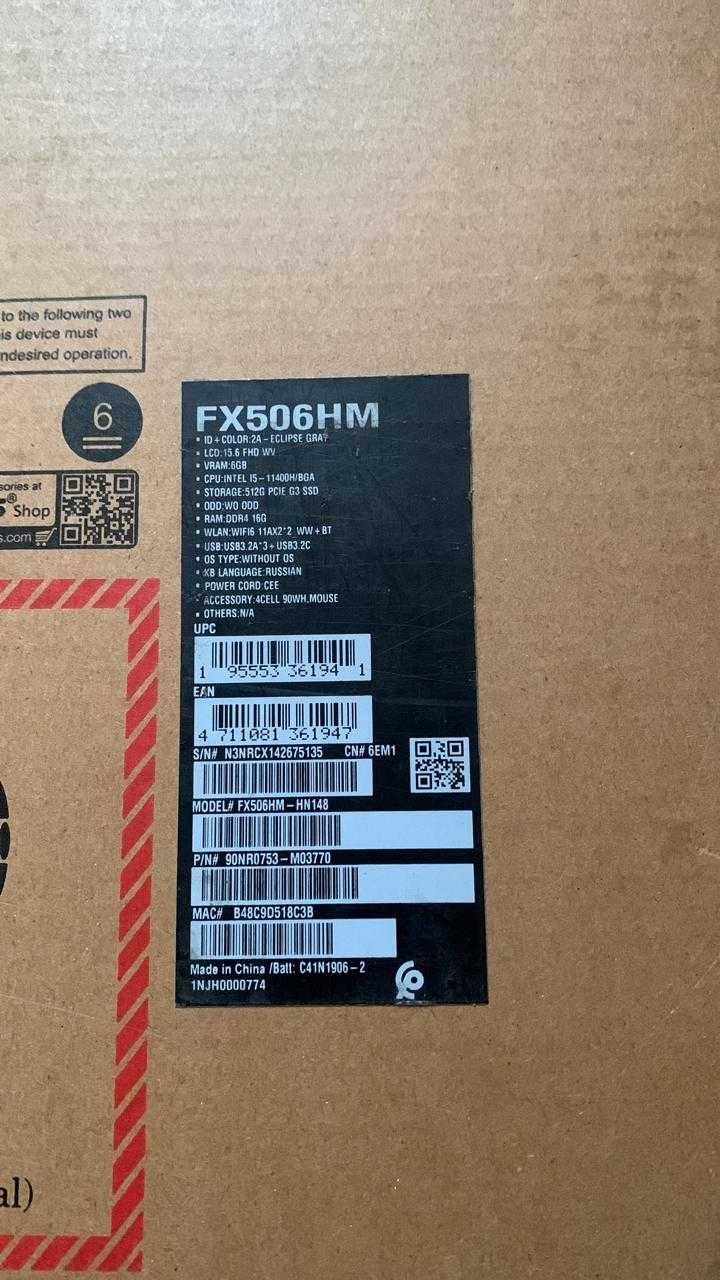 to the following two
is device must
ndesired operation.
6
sories at
® Shop
s.com
FX506HM
• ID+COLOR:2A-ECLIPSE GRAY
• LCD:15.6 FHD WV
• VRAM:6GB
• CPU:INTEL I5-11400H/BGA
• STORAGE:512G PCIE G3 SSD
• ODD:WO ODD
• RAM:DDR4 16G
• WLAN:WIFI6 11AX2*2 WW+BT
• USB:USB3.2A*3+USB3.2C
• OS TYPE:WITHOUT OS
• KB LANGUAGE:RUSSIAN
• POWER CORD:CEE
• ACCESSORY:4CELL 90WH,MOUSE
• OTHERS:N/A
UPC
1 95553 36194 1
EAN
4 711081 361947
S/N# N3NRCX142675135 CN# 6EM1
MODEL# FX506HM-HN148
P/N# 90NR0753-M03770
MAC# B48C9D518C3B
Made in China /Batt: C41N1906-2
1NJH0000774
al)